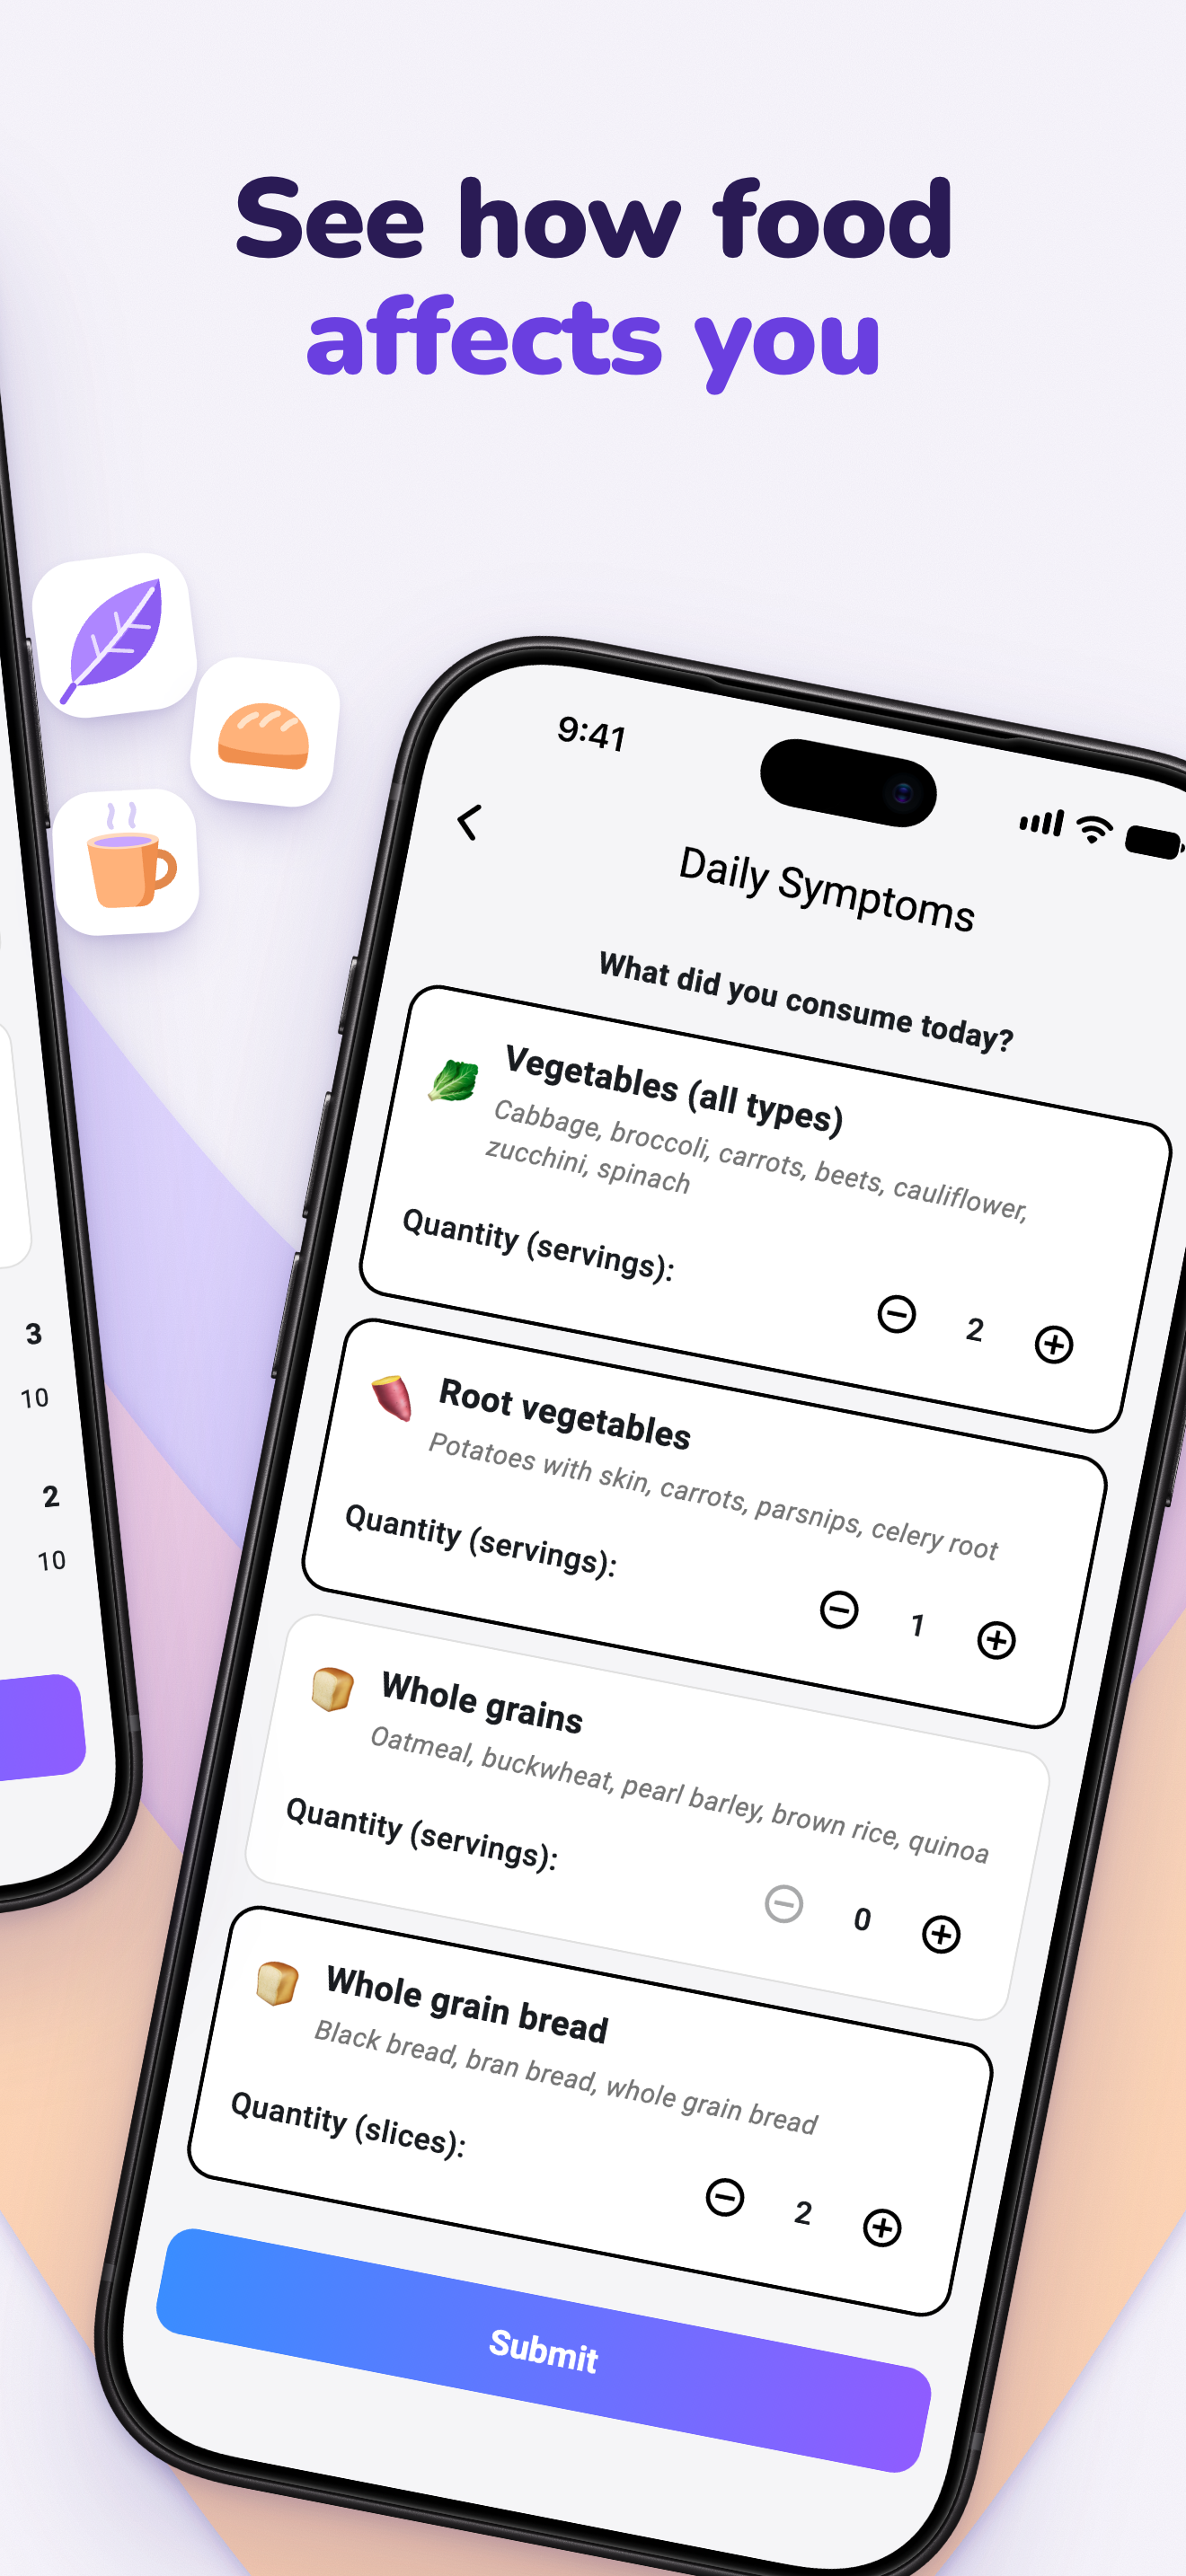 See how food
affects you
9:41
Daily Symptoms
What did you consume today?
Vegetables (all types)
Cabbage, broccoli, carrots, beets, cauliflower,
zucchini, spinach
Quantity (servings):
2
Root vegetables
Potatoes with skin, carrots, parsnips, celery root
Quantity (servings):
1
Whole grains
Oatmeal, buckwheat, pearl barley, brown rice, quinoa
Quantity (servings):
0
Whole grain bread
Black bread, bran bread, whole grain bread
Quantity (slices):
2
Submit
3
10
2
10